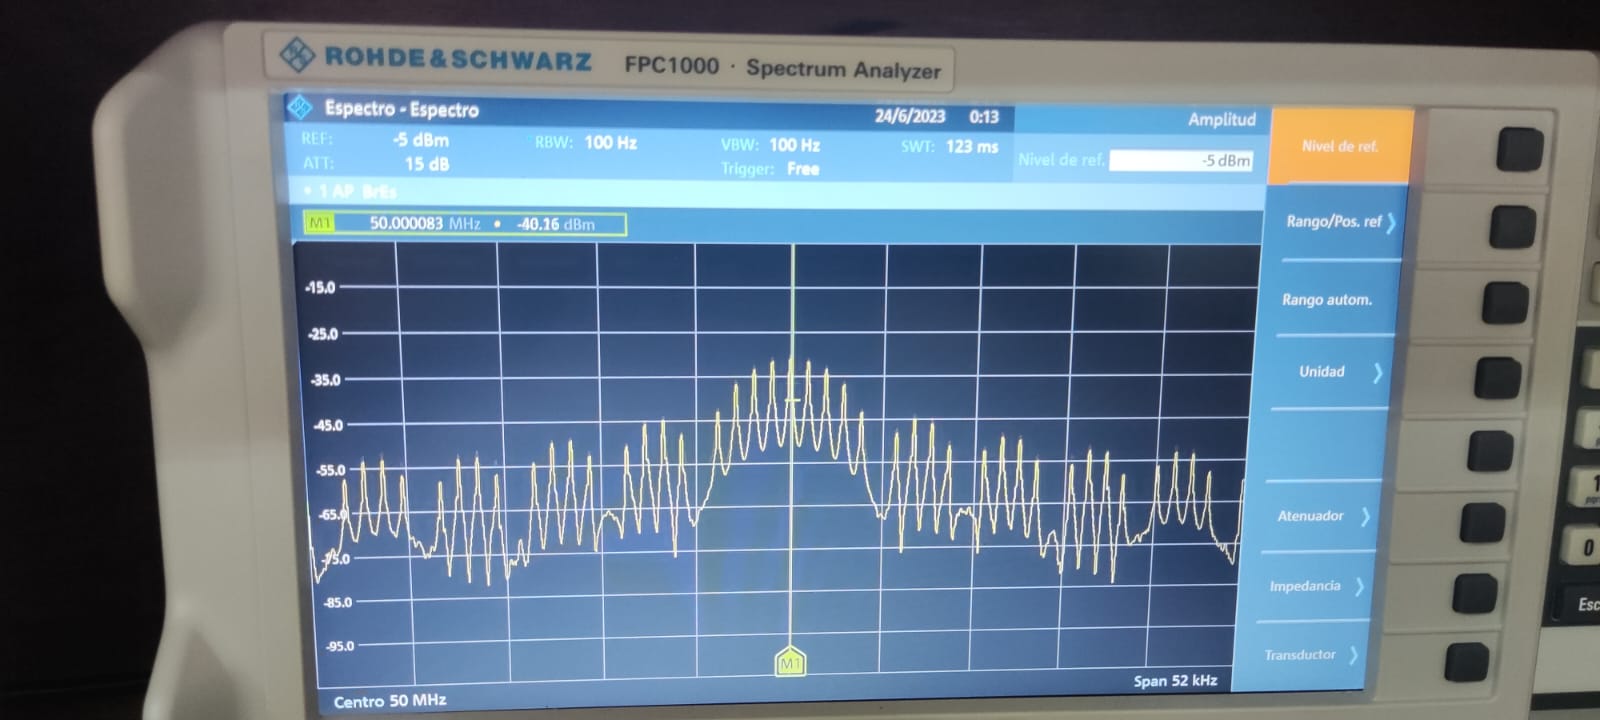 ROHDE&SCHWARZ FPC1000 · Spectrum Analyzer
Espectro - Espectro 24/6/2023 0:13 Amplitud
REF: -5 dBm RBW: 100 Hz VBW: 100 Hz SWT: 123 ms Nivel de ref. -5 dBm
ATT: 15 dB Trigger: Free
• 1 AP BrEs
M1 50.000083 MHz • -40.16 dBm
-15.0
-25.0
-35.0
-45.0
-55.0
-65.0
-75.0
-85.0
-95.0
M1
Centro 50 MHz Span 52 kHz
Nivel de ref.
Rango/Pos. ref
Rango autom.
Unidad
Atenuador
Impedancia
Transductor
1
0
Esc